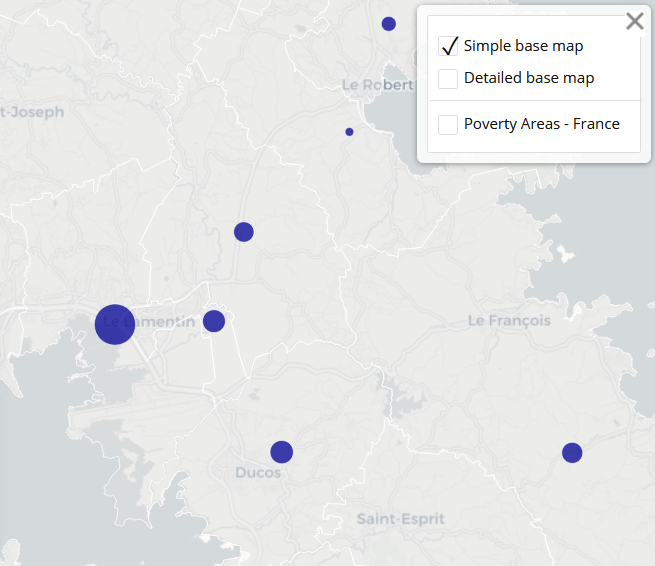 Simple base map
Detailed base map
Poverty Areas - France
Le Robert
t-Joseph
Le Lamentin
Le François
Ducos
Saint-Esprit